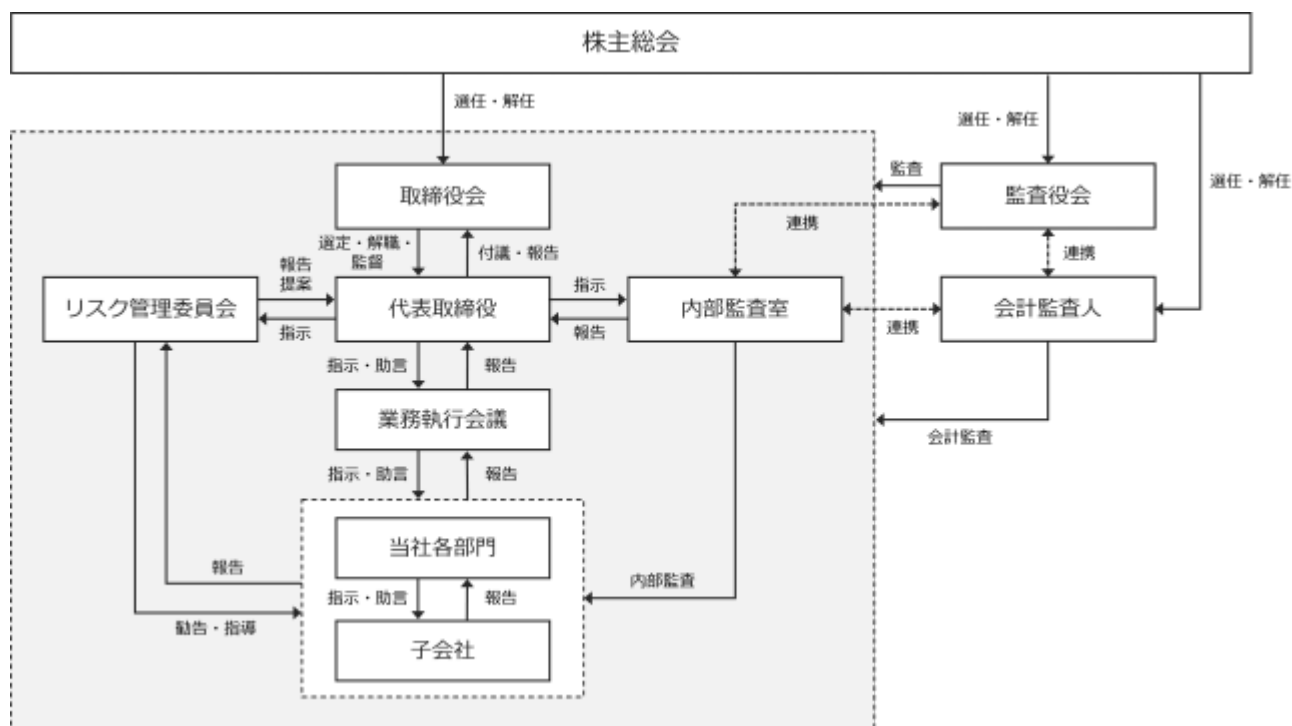 株主総会
選任・解任
選任・解任
選任・解任
取締役会
監査
監査役会
連携
選定・解職・
監督
付議・報告
連携
報告
提案
指示
リスク管理委員会
代表取締役
内部監査室
会計監査人
指示
報告
連携
指示・助言
報告
業務執行会議
会計監査
指示・助言
報告
当社各部門
報告
内部監査
指示・助言
報告
勧告・指導
子会社